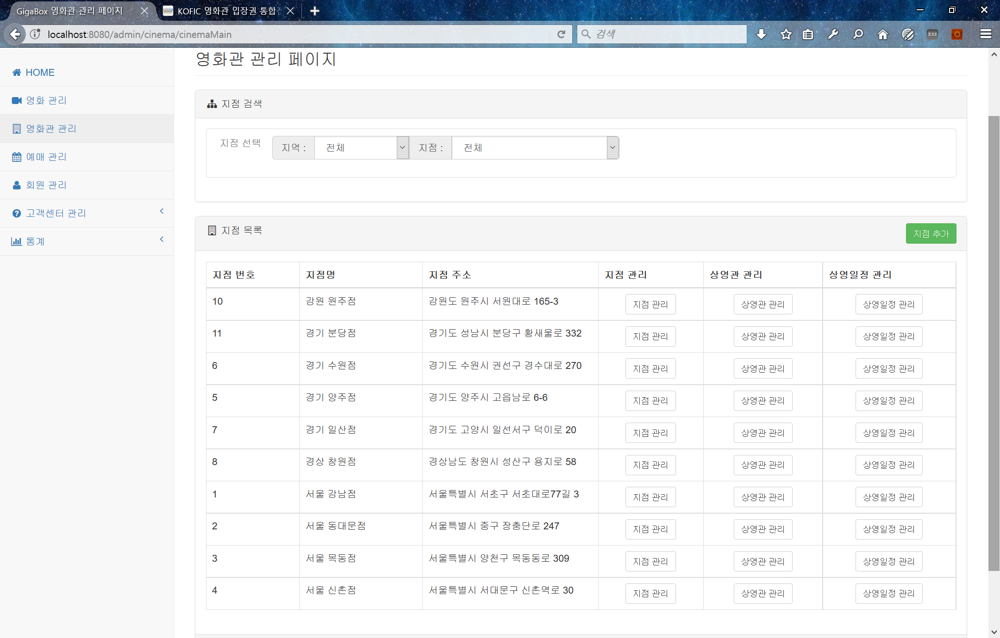 GigaBox 영화관 관리 페이지
KOFIC 영화관 입장권 통합
localhost:8080/admin/cinema/cinemaMain
검색
zzz
영화관 관리 페이지
HOME
영화 관리
영화관 관리
예매 관리
회원 관리
고객센터 관리
통계
지점 검색
지점 선택 지역 : 전체 지점 : 전체
지점 목록 지점 추가
지점 번호 지점명 지점 주소 지점 관리 상영관 관리 상영일정 관리
10 강원 원주점 강원도 원주시 서원대로 165-3 지점 관리 상영관 관리 상영일정 관리
11 경기 분당점 경기도 성남시 분당구 황새울로 332 지점 관리 상영관 관리 상영일정 관리
6 경기 수원점 경기도 수원시 권선구 경수대로 270 지점 관리 상영관 관리 상영일정 관리
5 경기 양주점 경기도 양주시 고읍남로 6-6 지점 관리 상영관 관리 상영일정 관리
7 경기 일산점 경기도 고양시 일선서구 덕이로 20 지점 관리 상영관 관리 상영일정 관리
8 경상 창원점 경상남도 창원시 성산구 용지로 58 지점 관리 상영관 관리 상영일정 관리
1 서울 강남점 서울특별시 서초구 서초대로77길 3 지점 관리 상영관 관리 상영일정 관리
2 서울 동대문점 서울특별시 중구 장충단로 247 지점 관리 상영관 관리 상영일정 관리
3 서울 목동점 서울특별시 양천구 목동동로 309 지점 관리 상영관 관리 상영일정 관리
4 서울 신촌점 서울특별시 서대문구 신촌역로 30 지점 관리 상영관 관리 상영일정 관리